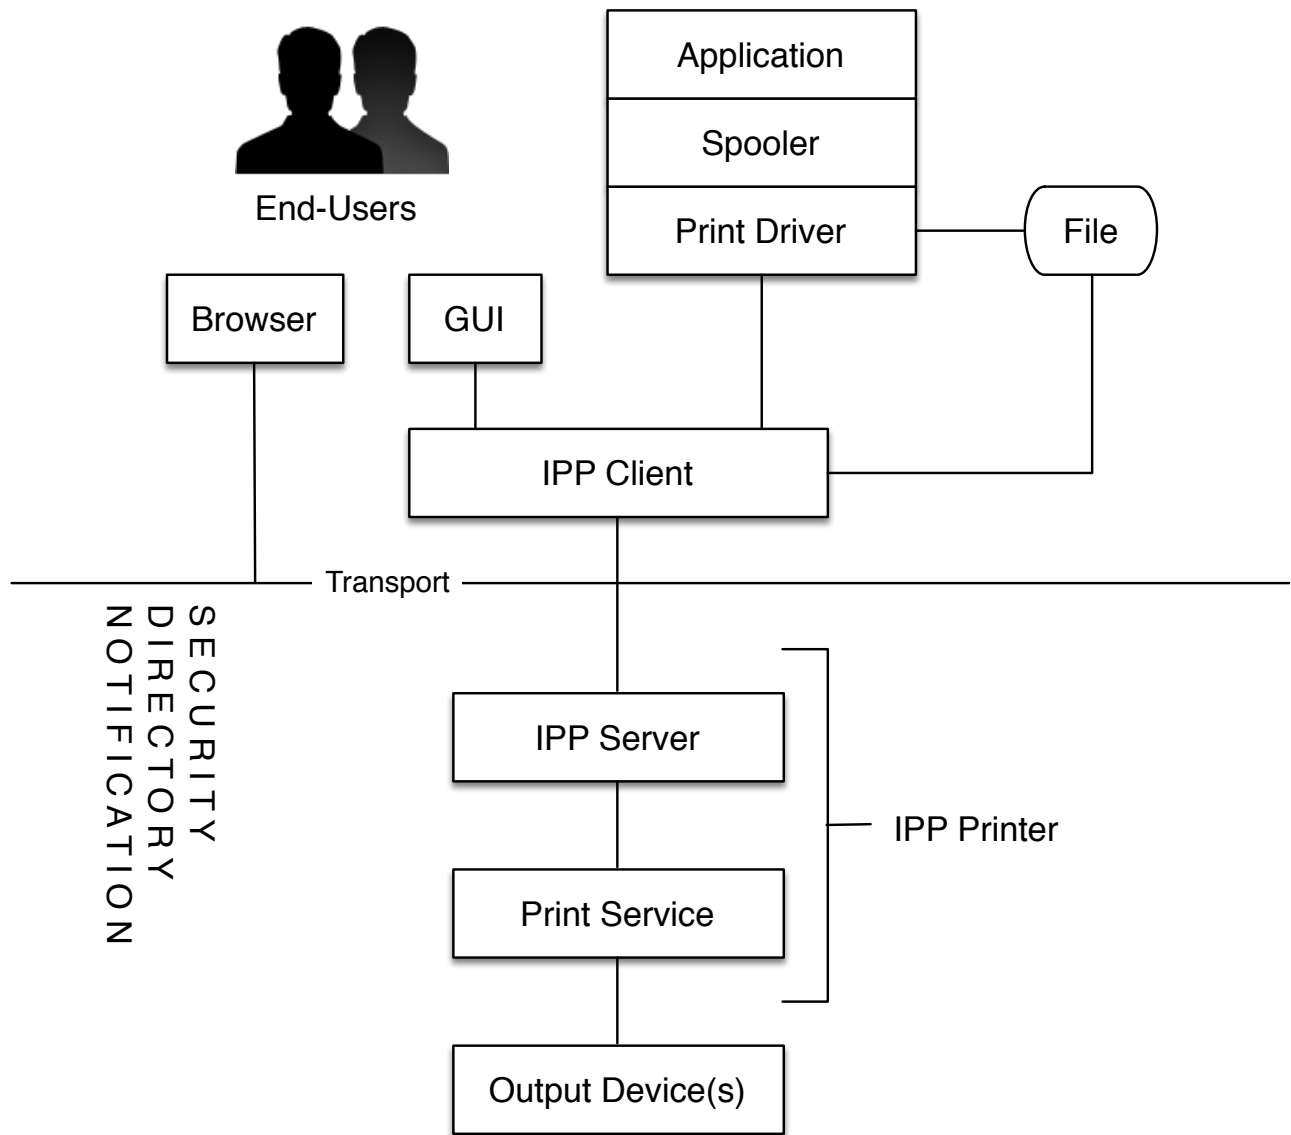 Application
Spooler
End-Users
Print Driver
File
Browser
GUI
IPP Client
Transport
SECURITY
DIRECTORY
NOTIFICATION
IPP Server
IPP Printer
Print Service
Output Device(s)